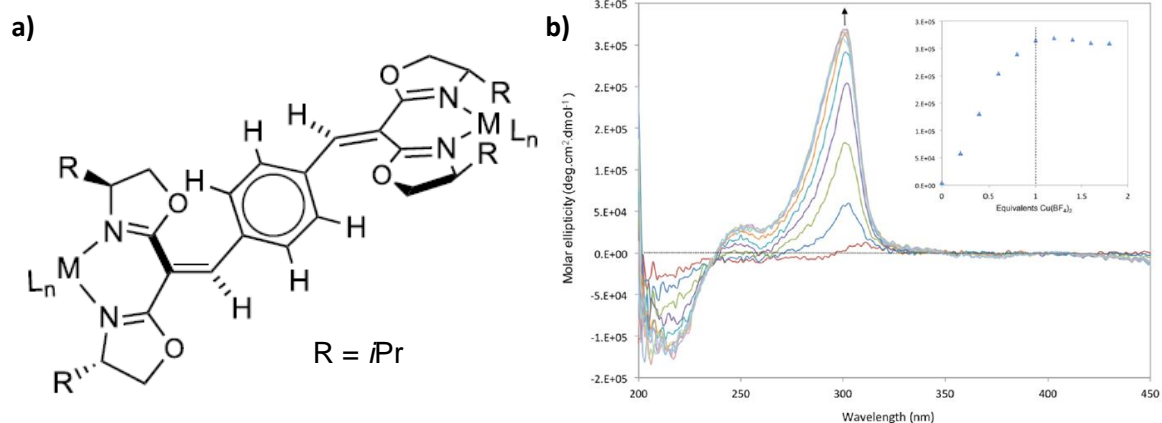 a)
O
R
N
H
M
Ln
H
N
R
O
R
H
O
N
H
M
H
Ln
H
N
O
R
R = iPr
b)
Molar ellipticity (deg.cm².dmol⁻¹)
3.E+05
3.E+05
2.E+05
2.E+05
1.E+05
5.E+04
0.E+00
-5.E+04
-1.E+05
-2.E+05
200 250 300 350 400 450
Wavelength (nm)
3.E+05
3.E+05
2.E+05
2.E+05
1.E+05
5.E+04
0.E+00
0 0.5 1 1.5 2
Equivalents Cu(BF₄)₂